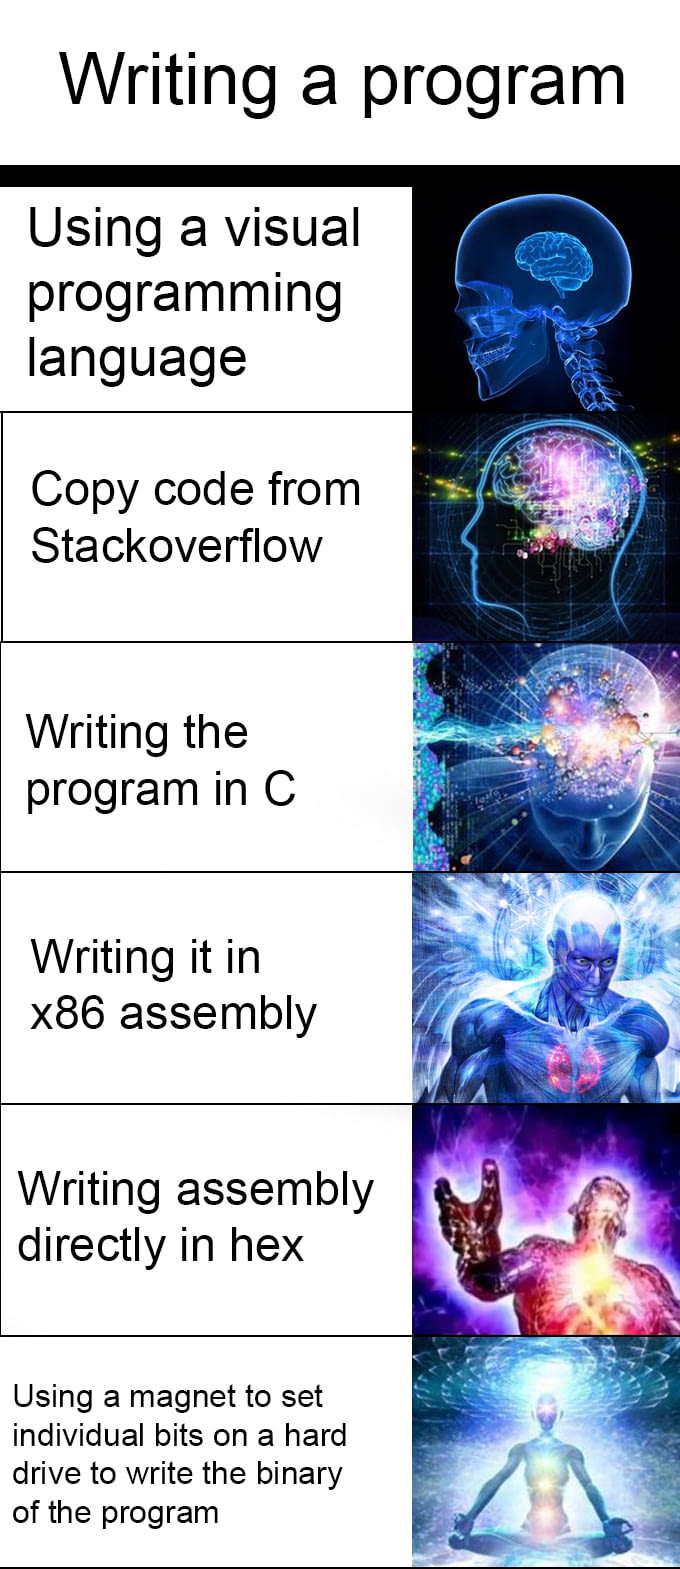 Writing a program
Using a visual
programming
language
Copy code from
Stackoverflow
Writing the
program in C
Writing it in
x86 assembly
Writing assembly
directly in hex
Using a magnet to set
individual bits on a hard
drive to write the binary
of the program